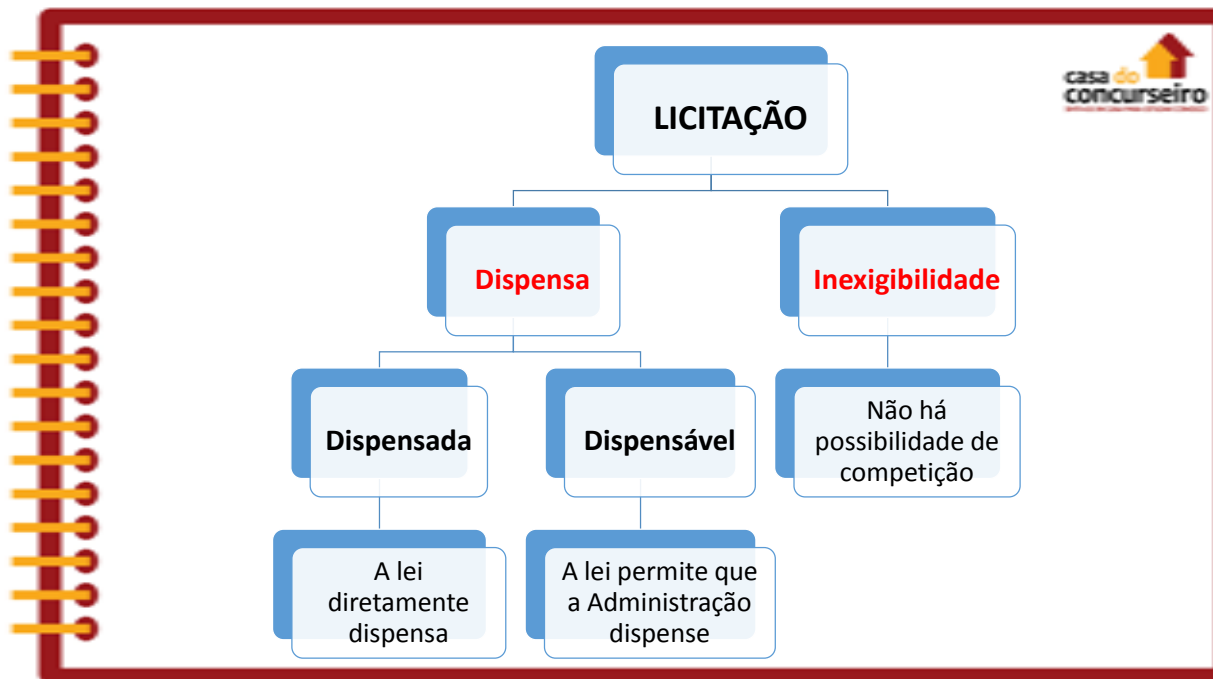 casa do
concurseiro
LICITAÇÃO
Dispensa
Inexigibilidade
Dispensada
Dispensável
Não há
possibilidade de
competição
A lei
diretamente
dispensa
A lei permite que
a Administração
dispense